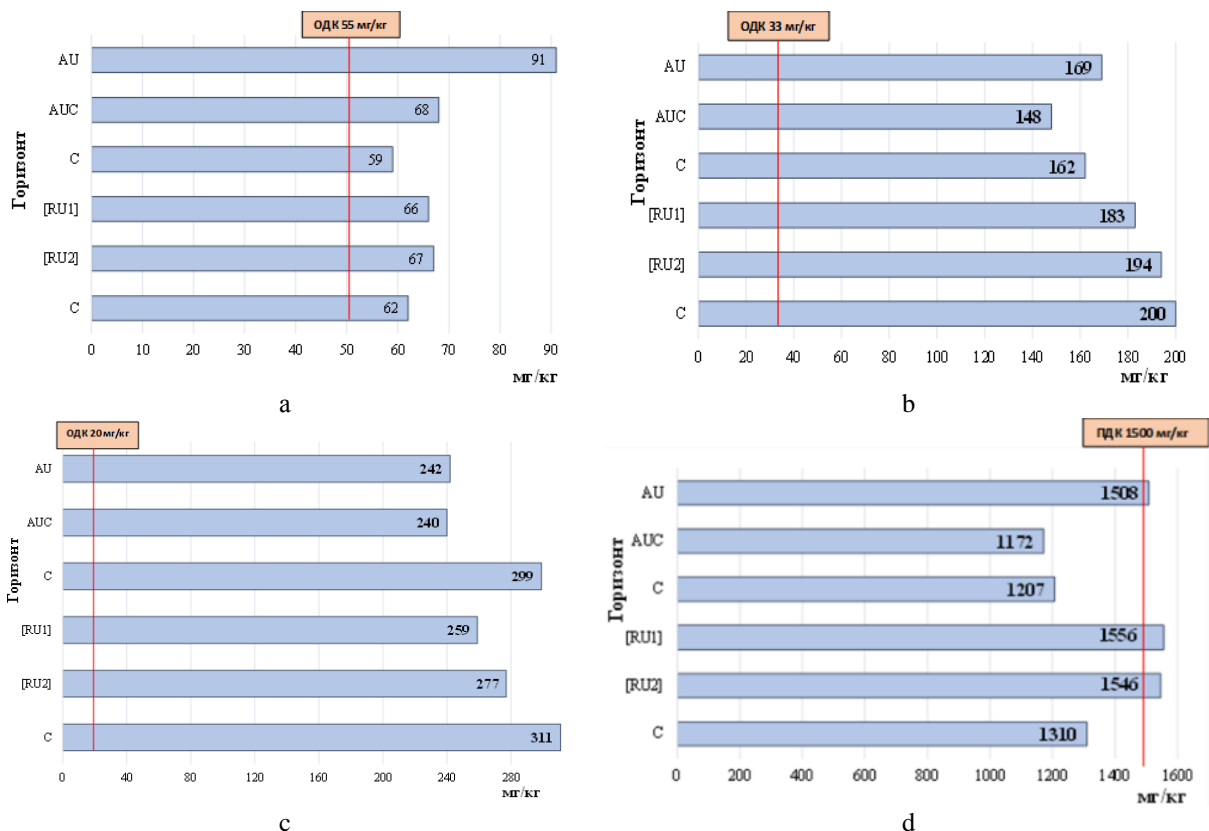 ОДК 55 мг/кг
Горизонт
AU
91
AUC
68
C
59
[RU1]
66
[RU2]
67
C
62
0 10 20 30 40 50 60 70 80 90
мг/кг
a
ОДК 33 мг/кг
Горизонт
AU
169
AUC
148
C
162
[RU1]
183
[RU2]
194
C
200
0 20 40 60 80 100 120 140 160 180 200
мг/кг
b
ОДК 20 мг/кг
Горизонт
AU
242
AUC
240
C
299
[RU1]
259
[RU2]
277
C
311
0 40 80 120 160 200 240 280
мг/кг
c
ПДК 1500 мг/кг
Горизонт
AU
1508
AUC
1172
C
1207
[RU1]
1556
[RU2]
1546
C
1310
0 200 400 600 800 1000 1200 1400 1600
мг/кг
d